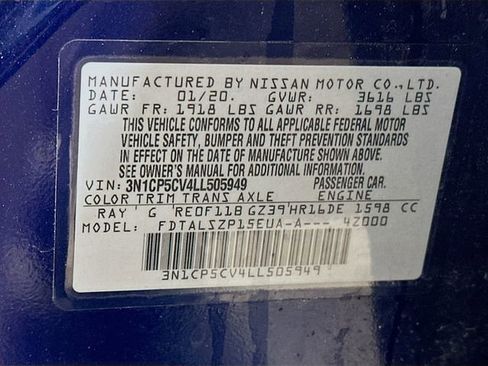 MANUFACTURED BY NISSAN MOTOR CO.,LTD.
DATE: 01/20. GVWR: 3616 LBS
GAWR FR: 1918 LBS GAWR RR: 1698 LBS
THIS VEHICLE CONFORMS TO ALL APPLICABLE FEDERAL MOTOR
VEHICLE SAFETY, BUMPER AND THEFT PREVENTION STANDARDS
IN EFFECT ON THE DATE OF MANUFACTURE SHOWN ABOVE.
SEE OWNER'S MANUAL FOR ADDITIONAL INFORMATION.
VIN: 3N1CP5CV4LL505949 PASSENGER CAR.
COLOR TRIM TRANS AXLE ENGINE
RAY G RE0F11B GZ39 HR16DE 1598 CC
MODEL: FDTALSZP15EUA-A--- 4Z000
3N1CP5CV4LL505949